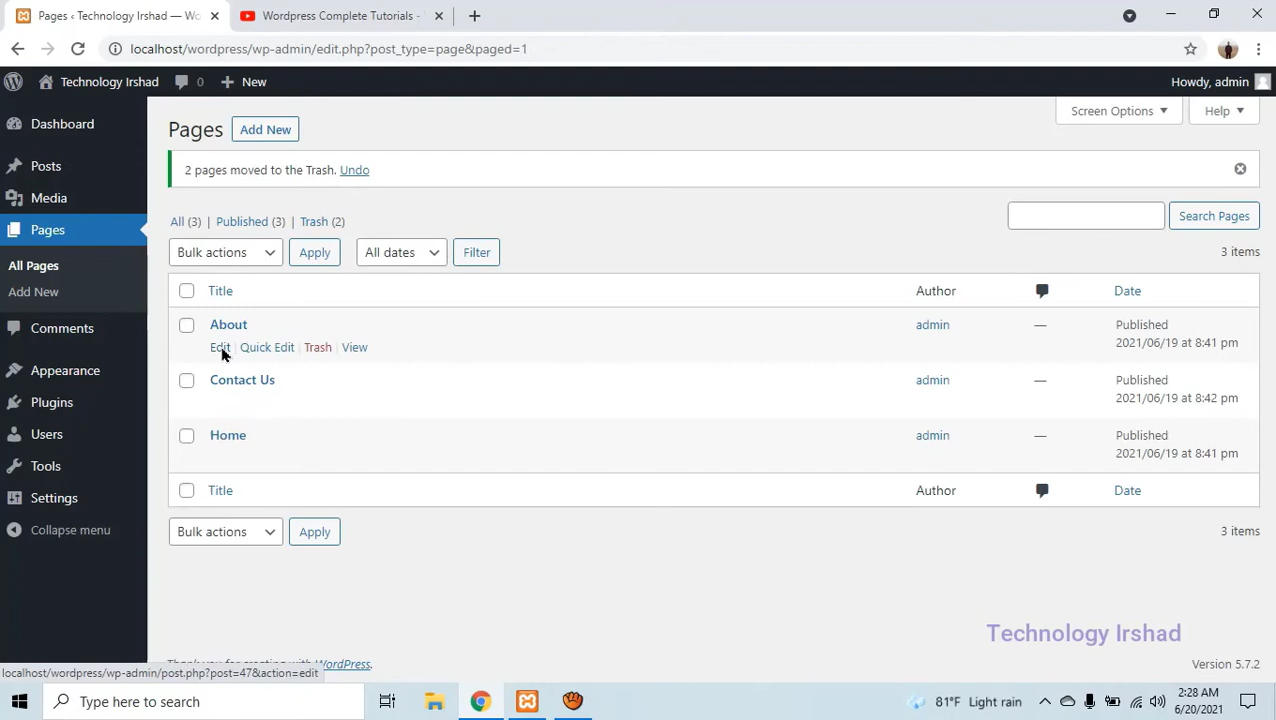 Pages ‹ Technology Irshad — Wo
Wordpress Complete Tutorials -
localhost/wordpress/wp-admin/edit.php?post_type=page&paged=1
Technology Irshad 0 New Howdy, admin
Screen Options Help
Dashboard
Posts
Media
Pages
All Pages
Add New
Comments
Appearance
Plugins
Users
Tools
Settings
Collapse menu
Pages Add New
2 pages moved to the Trash. Undo
All (3) | Published (3) | Trash (2)
Search Pages
Bulk actions Apply All dates Filter 3 items
Title Author Date
About admin — Published
2021/06/19 at 8:41 pm
Edit | Quick Edit | Trash | View
Contact Us admin — Published
2021/06/19 at 8:42 pm
Home admin — Published
2021/06/19 at 8:41 pm
Title Author Date
Bulk actions Apply 3 items
Technology Irshad
Thank you for creating with WordPress. Version 5.7.2
localhost/wordpress/wp-admin/post.php?post=47&action=edit
Type here to search
81°F Light rain
2:28 AM
6/20/2021